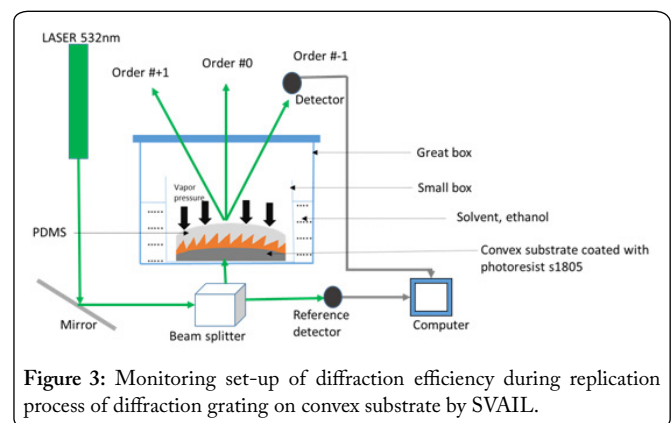 LASER 532nm
Order #+1
Order #0
Order #-1
Detector
Great box
Small box
Vapor
pressure
Solvent, ethanol
PDMS
Convex substrate coated with
photoresist s1805
Mirror
Beam splitter
Reference
detector
Computer
Figure 3: Monitoring set-up of diffraction efficiency during replication
process of diffraction grating on convex substrate by SVAIL.